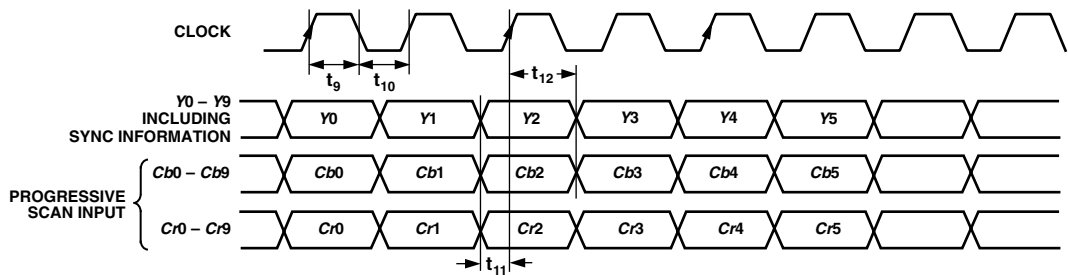 CLOCK
t9 t10 t12
Y0 – Y9
INCLUDING
SYNC INFORMATION
Y0 Y1 Y2 Y3 Y4 Y5
PROGRESSIVE
SCAN INPUT
Cb0 – Cb9
Cb0 Cb1 Cb2 Cb3 Cb4 Cb5
Cr0 – Cr9
Cr0 Cr1 Cr2 Cr3 Cr4 Cr5
t11